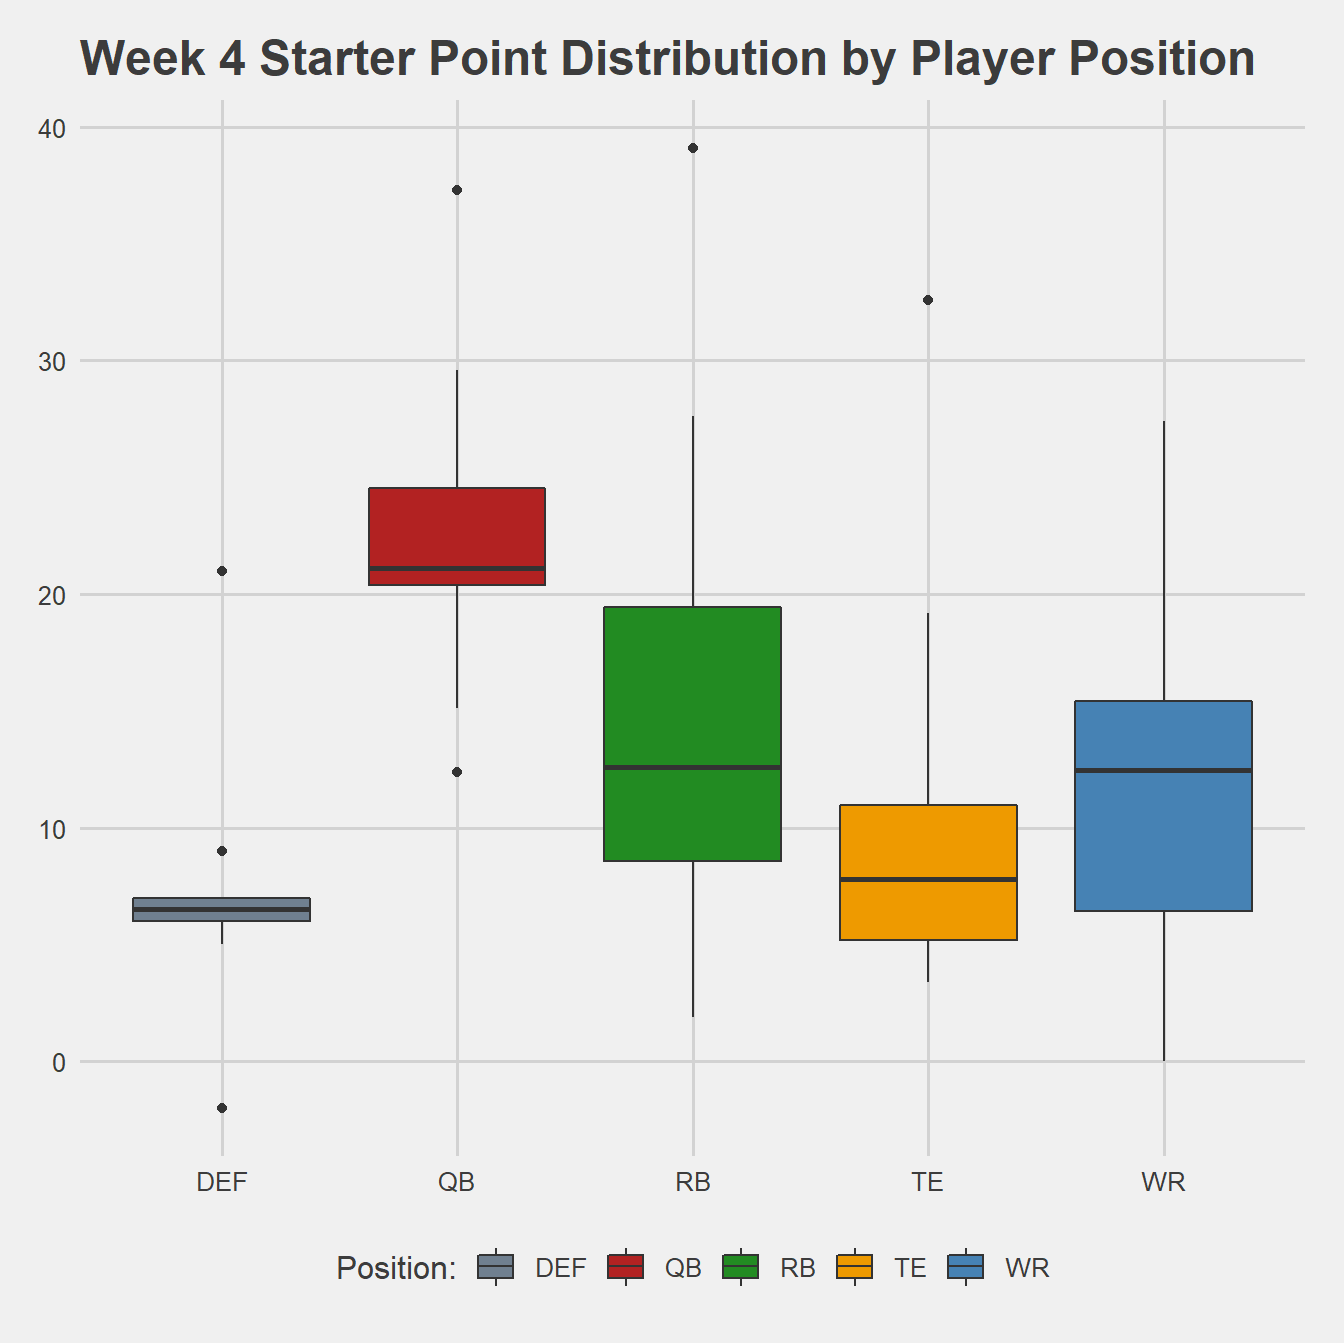 Week 4 Starter Point Distribution by Player Position
40
30
20
10
0
DEF QB RB TE WR
Position: DEF QB RB TE WR